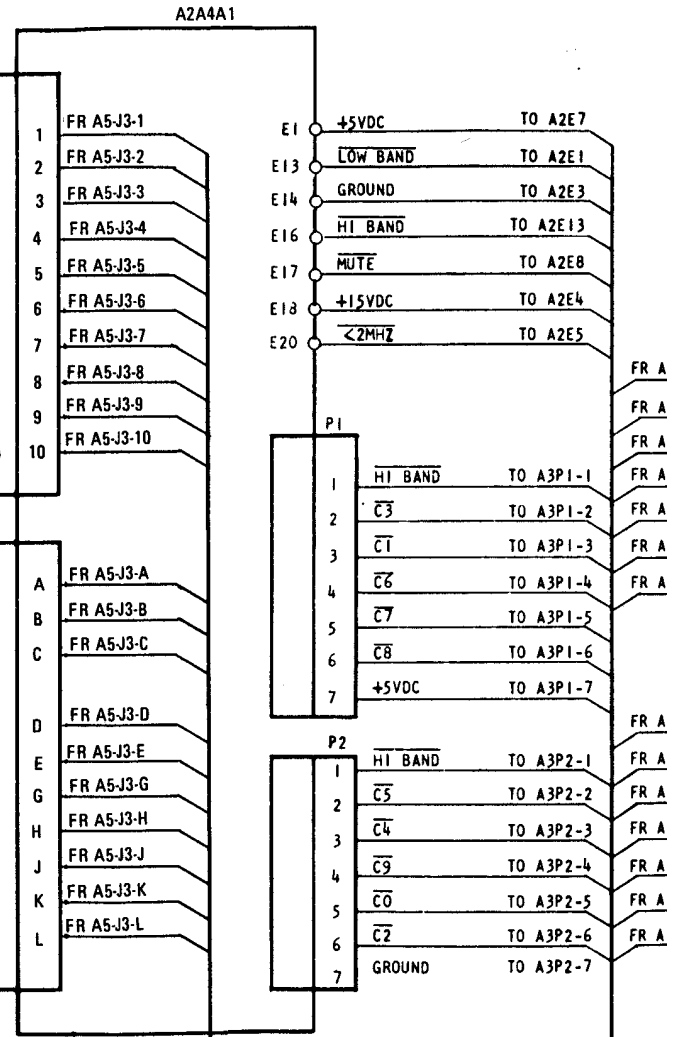 A2A4A1
1 FR A5-J3-1
2 FR A5-J3-2
3 FR A5-J3-3
4 FR A5-J3-4
5 FR A5-J3-5
6 FR A5-J3-6
7 FR A5-J3-7
8 FR A5-J3-8
9 FR A5-J3-9
10 FR A5-J3-10
A FR A5-J3-A
B FR A5-J3-B
C FR A5-J3-C
D FR A5-J3-D
E FR A5-J3-E
G FR A5-J3-G
H FR A5-J3-H
J FR A5-J3-J
K FR A5-J3-K
L FR A5-J3-L
E1 +5VDC TO A2E7
E13 LOW BAND TO A2E1
E14 GROUND TO A2E3
E16 HI BAND TO A2E13
E17 MUTE TO A2E8
E18 +15VDC TO A2E4
E20 <2MHZ TO A2E5
P1
1 HI BAND TO A3P1-1
2 C3 TO A3P1-2
3 C1 TO A3P1-3
4 C6 TO A3P1-4
5 C7 TO A3P1-5
6 C8 TO A3P1-6
7 +5VDC TO A3P1-7
P2
1 HI BAND TO A3P2-1
2 C5 TO A3P2-2
3 C4 TO A3P2-3
4 C9 TO A3P2-4
5 C0 TO A3P2-5
6 C2 TO A3P2-6
7 GROUND TO A3P2-7
FR A
FR A
FR A
FR A
FR A
FR A
FR A
FR A
FR A
FR A
FR A
FR A
FR A
FR A